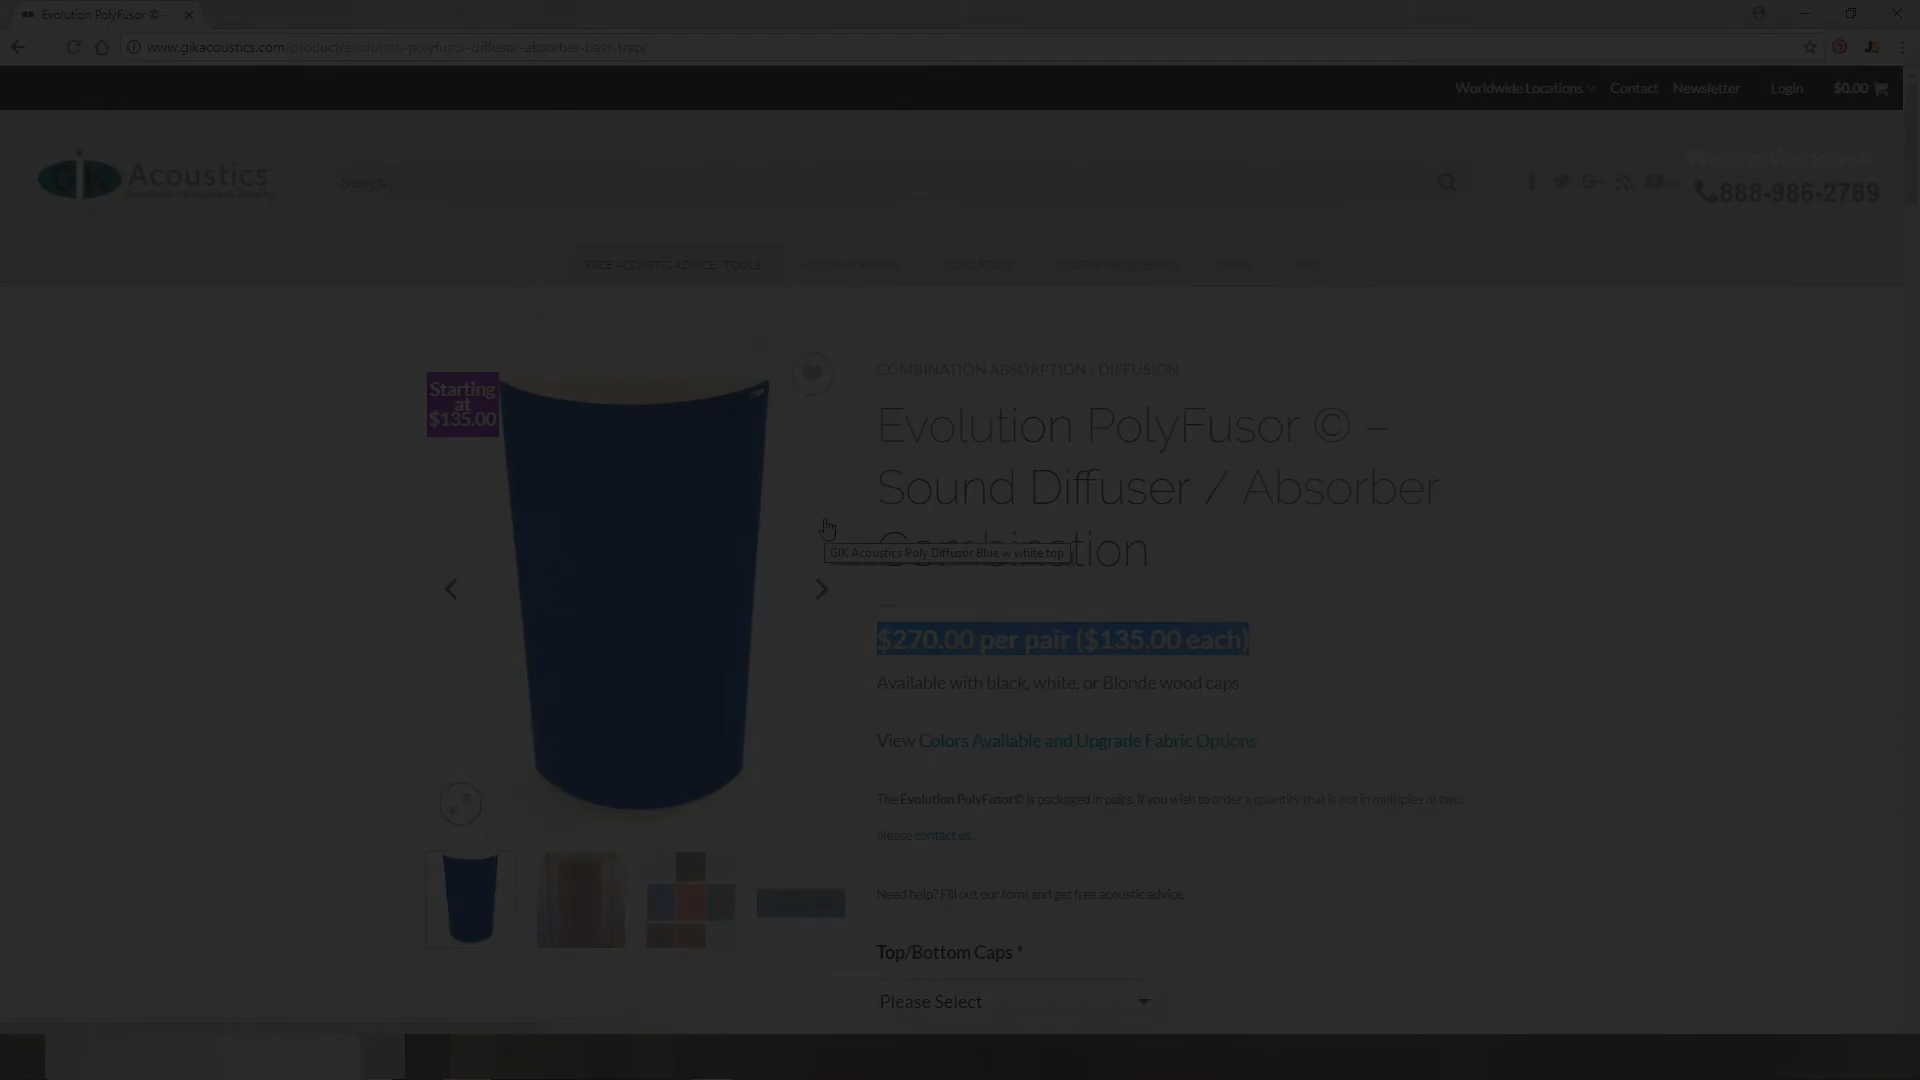 Evolution PolyFusor © -
www.gikacoustics.com/product/evolution-polyfusor-diffusor-absorber-bass-trap/
Worldwide Locations Contact Newsletter Login $0.00
Acoustics
Search...
888-986-2789
FREE ACOUSTIC ADVICE / TOOLS
EDUCATION
Starting
at
$135.00
COMBINATION ABSORPTION / DIFFUSION
Evolution PolyFusor © –
Sound Diffuser / Absorber
Combination
GIK Acoustics Poly Diffusor Blue w white top
$270.00 per pair ($135.00 each)
Available with black, white, or Blonde wood caps
View Colors Available and Upgrade Fabric Options
The Evolution PolyFusor© is packaged in pairs. If you wish to order a quantity that is not in multiples of two,
please contact us.
Need help? Fill out our form and get free acoustic advice.
Top/Bottom Caps *
Please Select